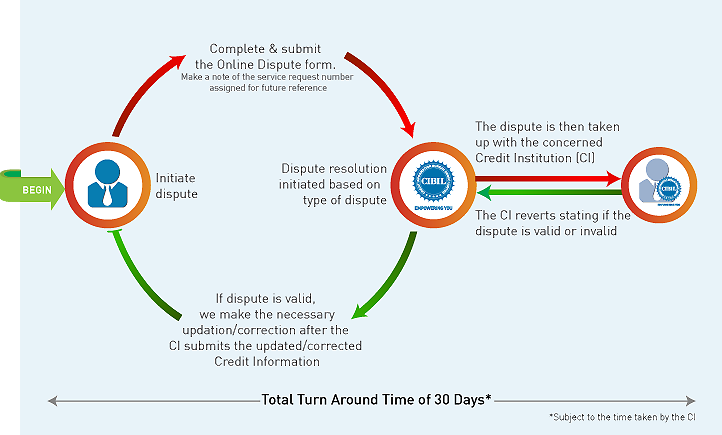 Complete & submit
the Online Dispute form.
Make a note of the service request number
assigned for future reference
BEGIN
Initiate
dispute
Dispute resolution
initiated based on
type of dispute
CIBIL
EMPOWERING YOU
The dispute is then taken
up with the concerned
Credit Institution (CI)
CIBIL
The CI reverts stating if the
dispute is valid or invalid
If dispute is valid,
we make the necessary
updation/correction after the
CI submits the updated/corrected
Credit Information
Total Turn Around Time of 30 Days*
*Subject to the time taken by the CI